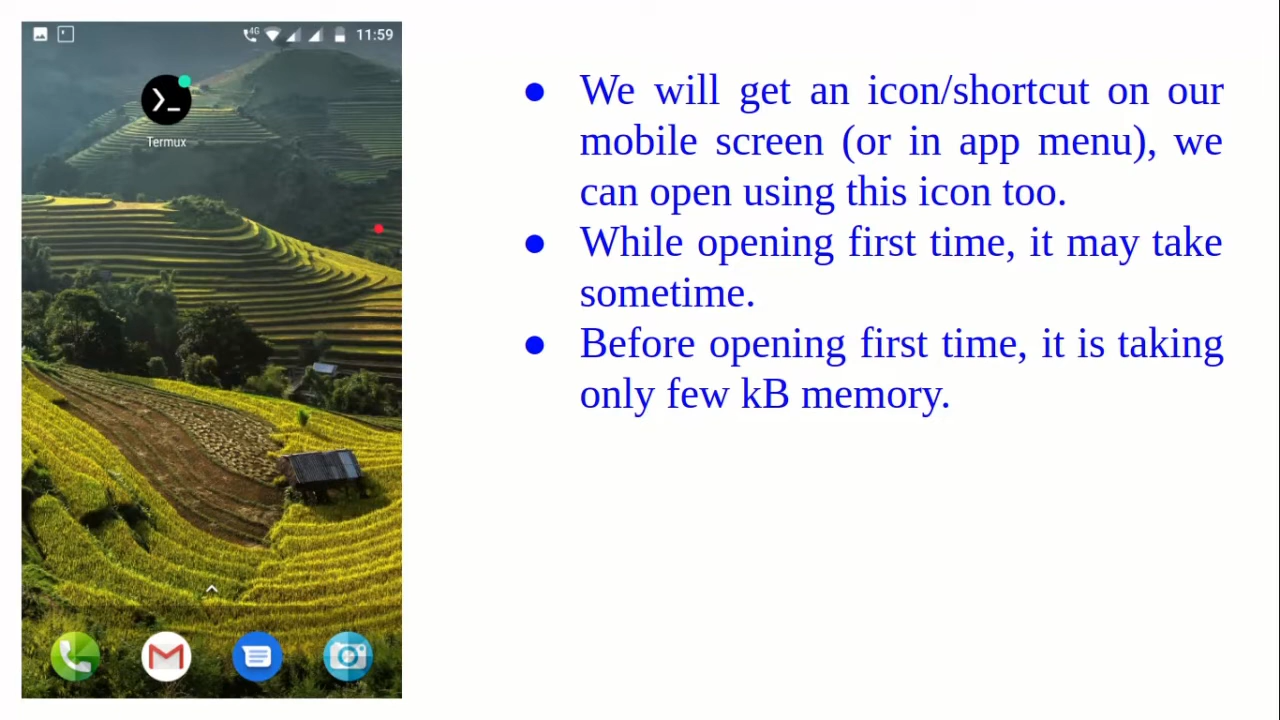 4G 11:59
Termux
● We will get an icon/shortcut on our
mobile screen (or in app menu), we
can open using this icon too.
● While opening first time, it may take
sometime.
● Before opening first time, it is taking
only few kB memory.